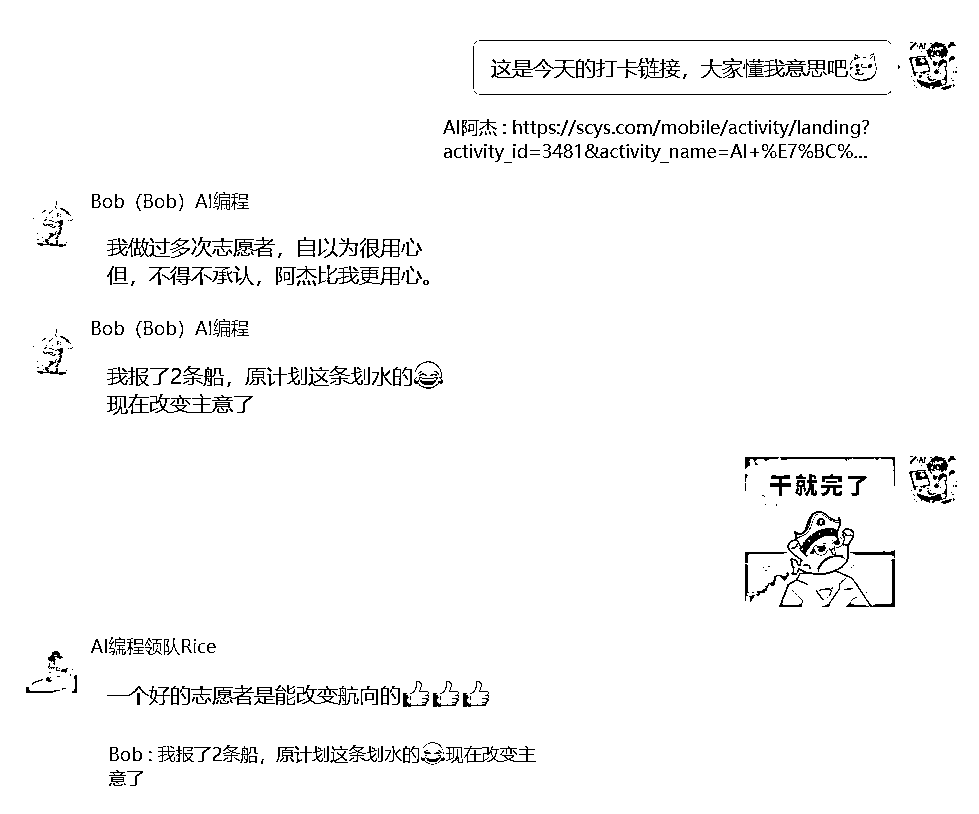 这是今天的打卡链接，大家懂我意思吧
AI阿杰 : https://scys.com/mobile/activity/landing?
activity_id=3481&activity_name=AI+%E7%BC%...
Bob（Bob）AI编程
我做过多次志愿者，自以为很用心
但，不得不承认，阿杰比我更用心。
Bob（Bob）AI编程
我报了2条船，原计划这条划水的😂
现在改变主意了
干就完了
AI编程领队Rice
一个好的志愿者是能改变航向的👍👍👍
Bob : 我报了2条船，原计划这条划水的😂现在改变主
意了